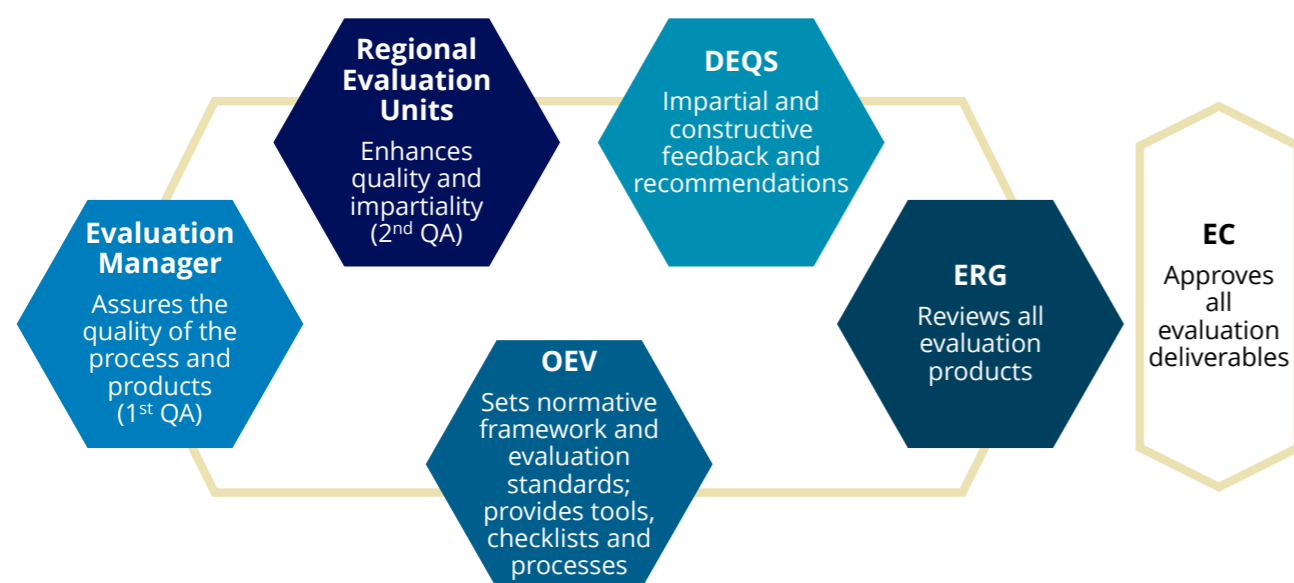 Regional
Evaluation
Units
Enhances
quality and
impartiality
(2nd QA)
DEQS
Impartial and
constructive
feedback and
recommendations
Evaluation
Manager
Assures the
quality of the
process and
products
(1st QA)
ERG
Reviews all
evaluation
products
EC
Approves
all
evaluation
deliverables
OEV
Sets normative
framework and
evaluation
standards;
provides tools,
checklists and
processes